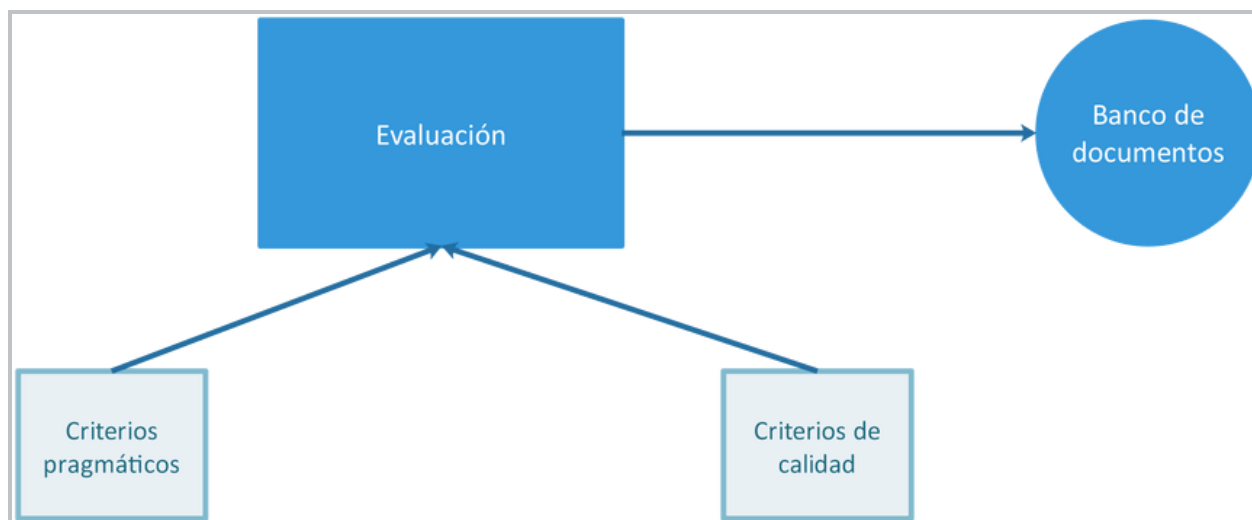 Evaluación
Banco de
documentos
Criterios
pragmáticos
Criterios de
calidad